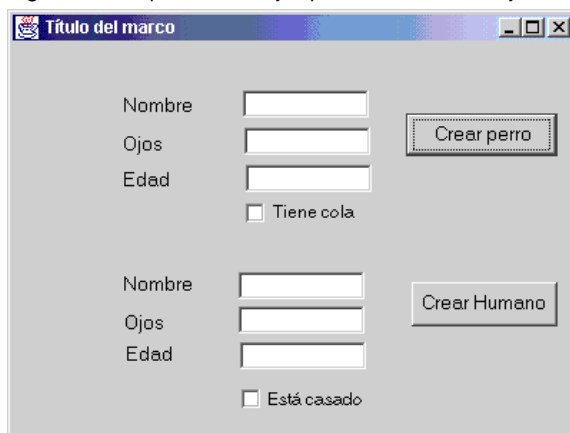 Título del marco
Nombre
Ojos
Crear perro
Edad
Tiene cola
Nombre
Crear Humano
Ojos
Edad
Está casado